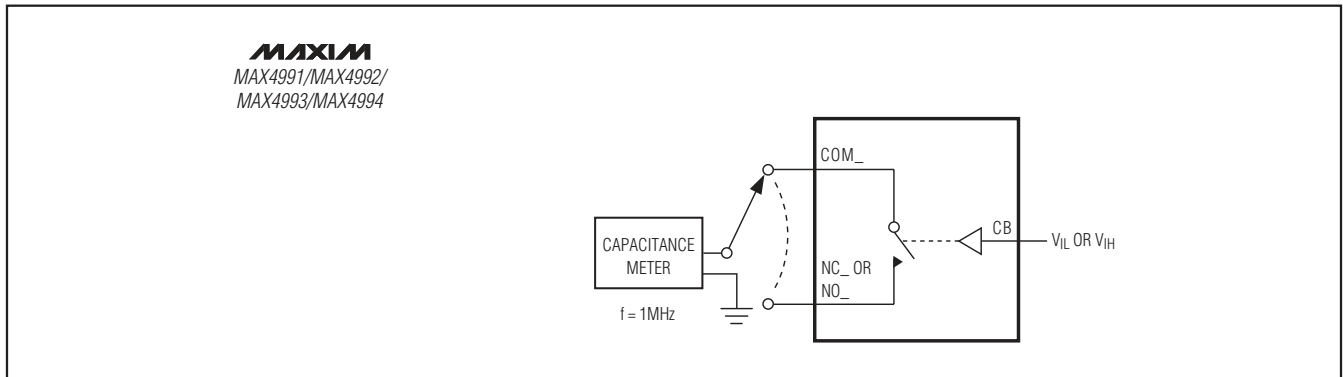 MAXIM
MAX4991/MAX4992/
MAX4993/MAX4994
COM_
CB
VIL OR VIH
CAPACITANCE
METER
NC_ OR
NO_
f = 1MHz